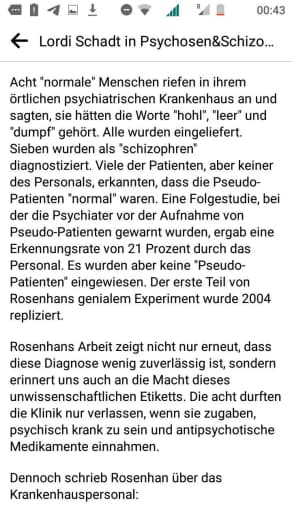 00:43
Lordi Schadt in Psychosen&Schizo...
Acht "normale" Menschen riefen in ihrem
örtlichen psychiatrischen Krankenhaus an und
sagten, sie hätten die Worte "hohl", "leer" und
"dumpf" gehört. Alle wurden eingeliefert.
Sieben wurden als "schizophren"
diagnostiziert. Viele der Patienten, aber keiner
des Personals, erkannten, dass die Pseudo-
Patienten "normal" waren. Eine Folgestudie, bei
der die Psychiater vor der Aufnahme von
Pseudo-Patienten gewarnt wurden, ergab eine
Erkennungsrate von 21 Prozent durch das
Personal. Es wurden aber keine "Pseudo-
Patienten" eingewiesen. Der erste Teil von
Rosenhans genialem Experiment wurde 2004
repliziert.
Rosenhans Arbeit zeigt nicht nur erneut, dass
diese Diagnose wenig zuverlässig ist, sondern
erinnert uns auch an die Macht dieses
unwissenschaftlichen Etiketts. Die acht durften
die Klinik nur verlassen, wenn sie zugaben,
psychisch krank zu sein und antipsychotische
Medikamente einnahmen.
Dennoch schrieb Rosenhan über das
Krankenhauspersonal: